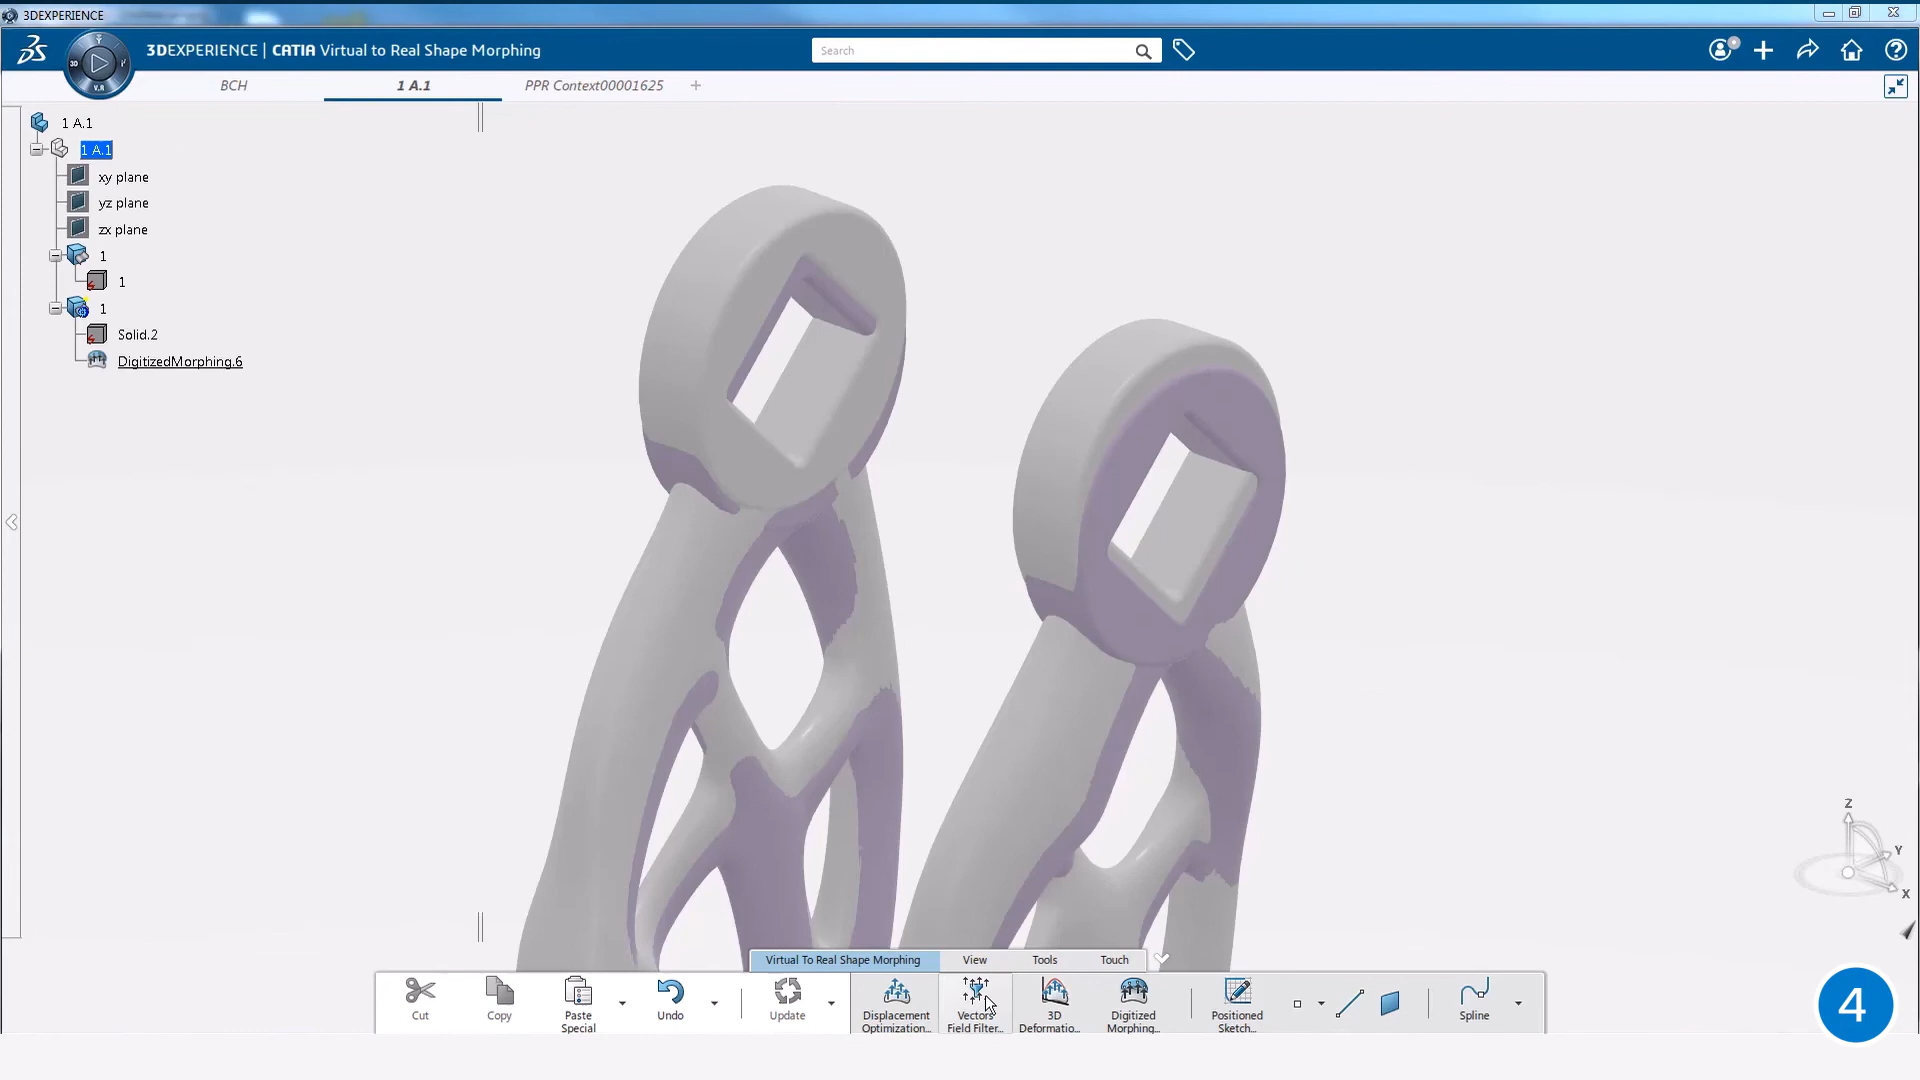 3DEXPERIENCE
3DEXPERIENCE | CATIA Virtual to Real Shape Morphing
Search
3D
V.R
BCH
1 A.1
PPR Context00001625
+
1 A.1
1 A.1
xy plane
yz plane
zx plane
1
1
1
Solid.2
DigitizedMorphing.6
Z
Y
X
Virtual To Real Shape Morphing
View
Tools
Touch
Cut
Copy
Paste
Special
Undo
Update
Displacement
Optimization...
Vectors
Field Filter...
3D
Deformatio...
Digitized
Morphing...
Positioned
Sketch...
Spline
4